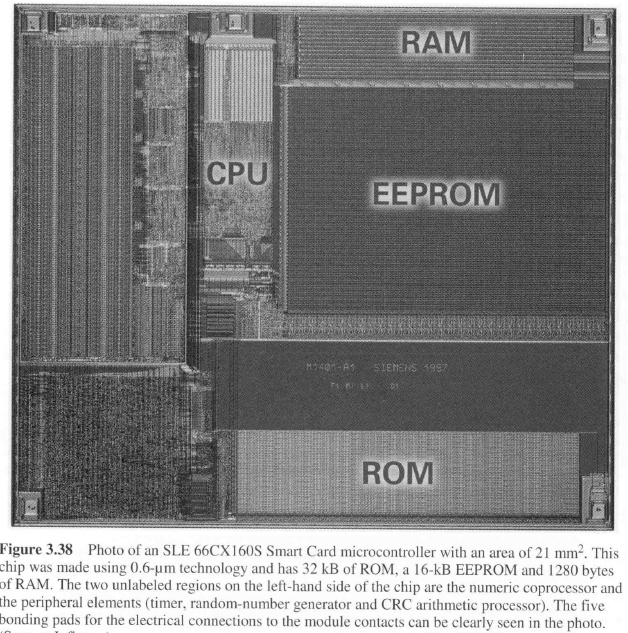 RAM
CPU
EEPROM
SIEMENS 1997
ROM
Figure 3.38 Photo of an SLE 66CX160S Smart Card microcontroller with an area of 21 mm². This
chip was made using 0.6-μm technology and has 32 kB of ROM, a 16-kB EEPROM and 1280 bytes
of RAM. The two unlabeled regions on the left-hand side of the chip are the numeric coprocessor and
the peripheral elements (timer, random-number generator and CRC arithmetic processor). The five
bonding pads for the electrical connections to the module contacts can be clearly seen in the photo.